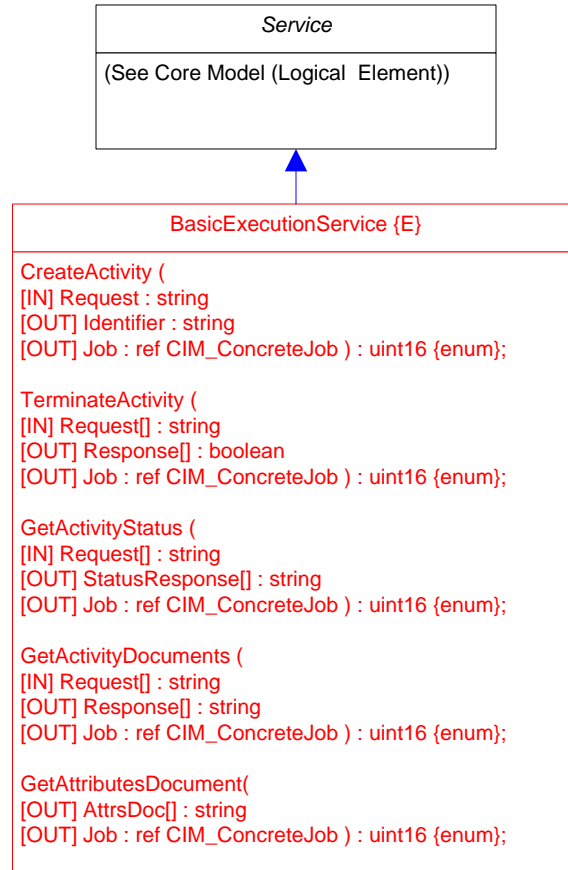 Service
(See Core Model (Logical Element))
BasicExecutionService {E}
CreateActivity (
[IN] Request : string
[OUT] Identifier : string
[OUT] Job : ref CIM_ConcreteJob ) : uint16 {enum};
TerminateActivity (
[IN] Request[] : string
[OUT] Response[] : boolean
[OUT] Job : ref CIM_ConcreteJob ) : uint16 {enum};
GetActivityStatus (
[IN] Request[] : string
[OUT] StatusResponse[] : string
[OUT] Job : ref CIM_ConcreteJob ) : uint16 {enum};
GetActivityDocuments (
[IN] Request[] : string
[OUT] Response[] : string
[OUT] Job : ref CIM_ConcreteJob ) : uint16 {enum};
GetAttributesDocument(
[OUT] AttrsDoc[] : string
[OUT] Job : ref CIM_ConcreteJob ) : uint16 {enum};